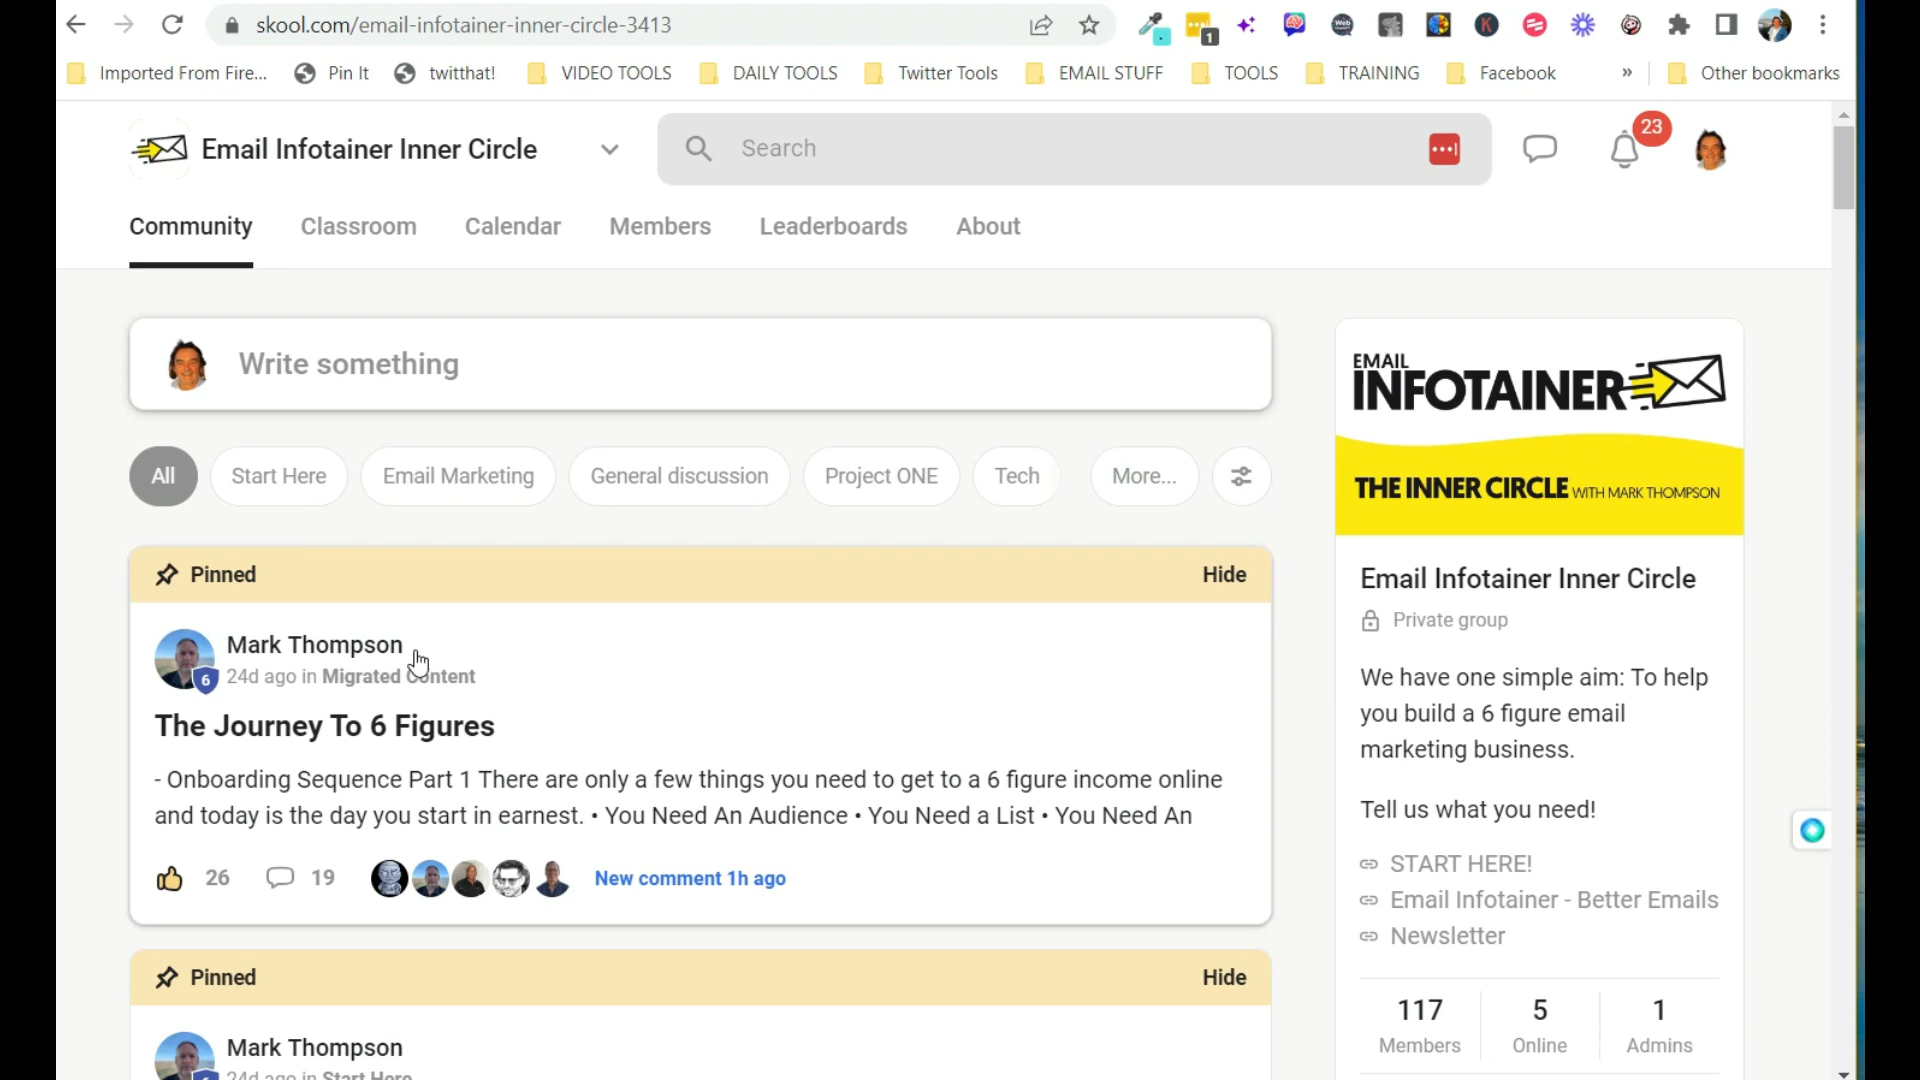 skool.com/email-infotainer-inner-circle-3413
1
Imported From Fire...
Pin It
twitthat!
VIDEO TOOLS
DAILY TOOLS
Twitter Tools
EMAIL STUFF
TOOLS
TRAINING
Facebook
»
Other bookmarks
Email Infotainer Inner Circle
Search
23
Community
Classroom
Calendar
Members
Leaderboards
About
Write something
All
Start Here
Email Marketing
General discussion
Project ONE
Tech
More...
Pinned
Hide
Mark Thompson
6
24d ago in Migrated Content
The Journey To 6 Figures
- Onboarding Sequence Part 1 There are only a few things you need to get to a 6 figure income online
and today is the day you start in earnest. • You Need An Audience • You Need a List • You Need An
26
19
New comment 1h ago
Pinned
Hide
Mark Thompson
24d ago in Start Here
EMAIL
INFOTAINER
THE INNER CIRCLE WITH MARK THOMPSON
Email Infotainer Inner Circle
Private group
We have one simple aim: To help
you build a 6 figure email
marketing business.
Tell us what you need!
START HERE!
Email Infotainer - Better Emails
Newsletter
117
Members
5
Online
1
Admins